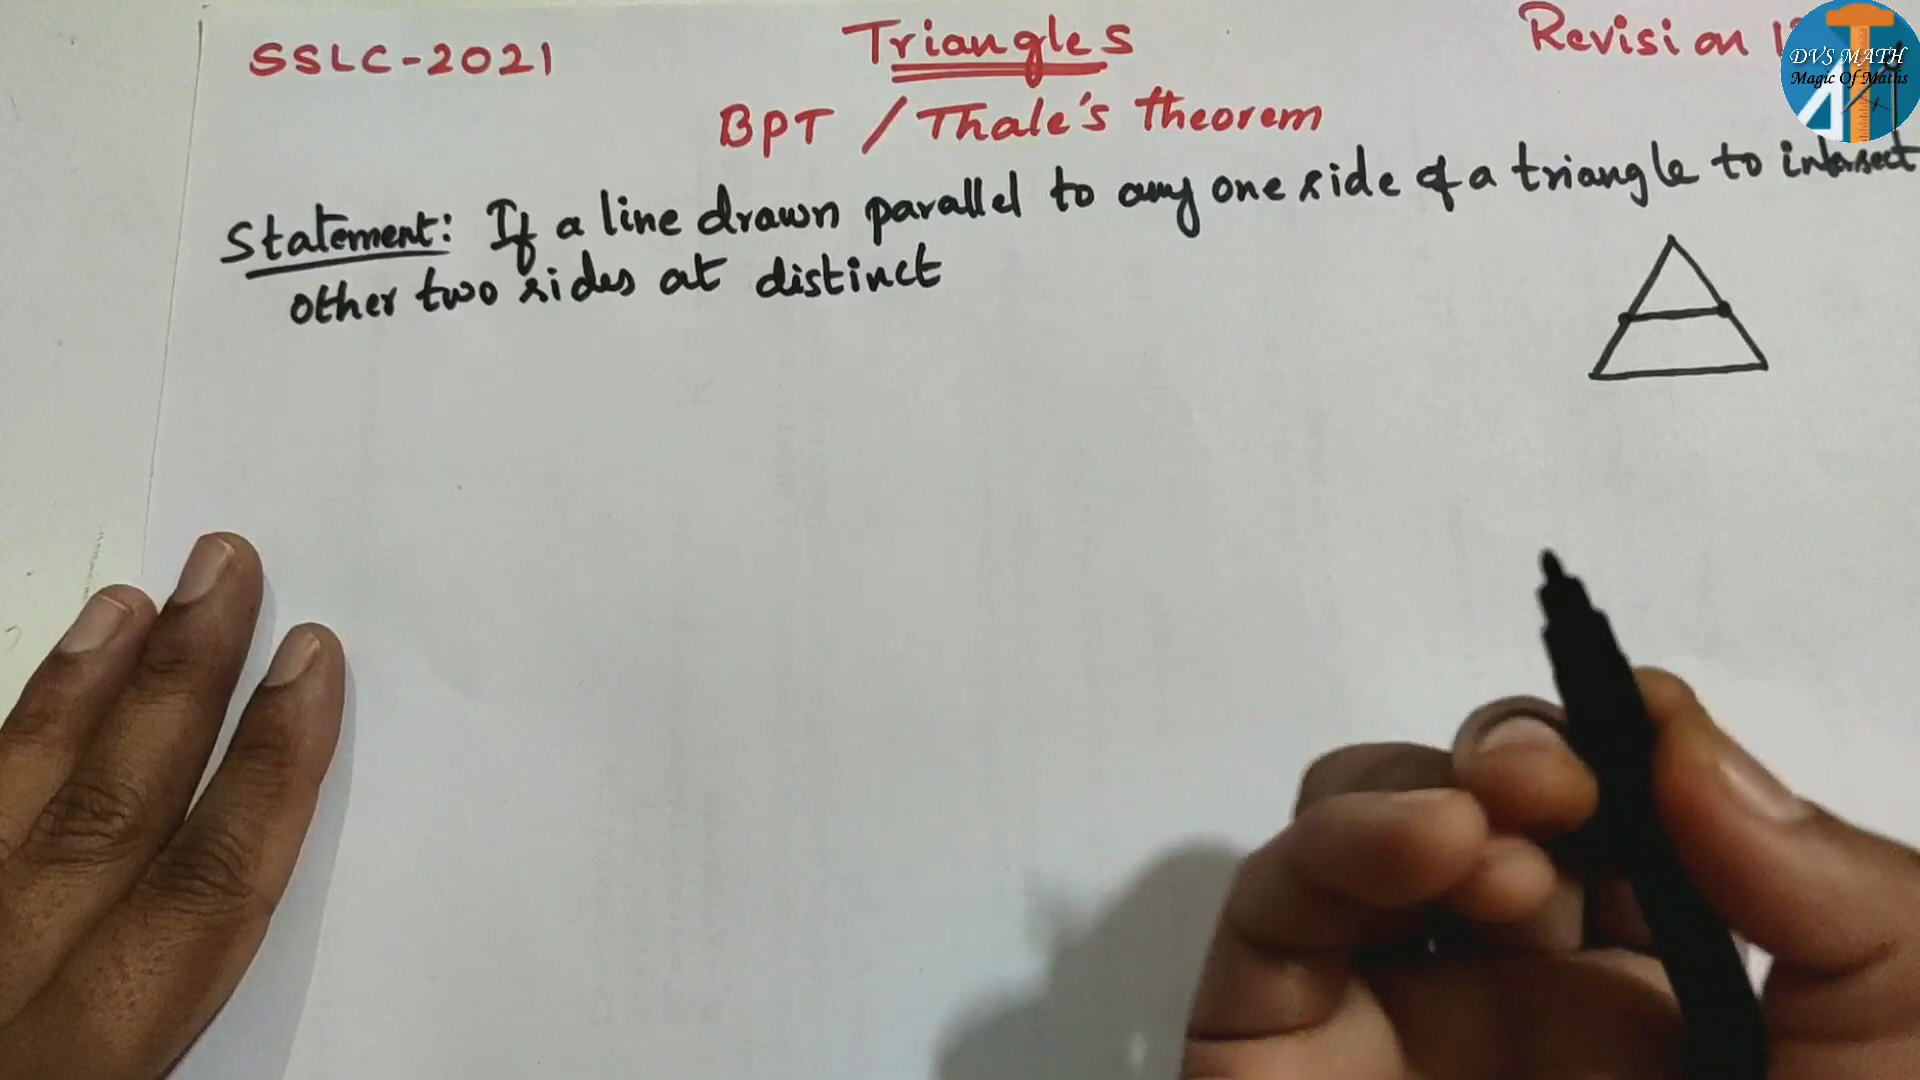 SSLC-2021
Triangles
Revision
DVS MATH
Magic Of Maths
BPT / Thale's theorem
Statement: If a line drawn parallel to any one side of a triangle to intersect
other two sides at distinct